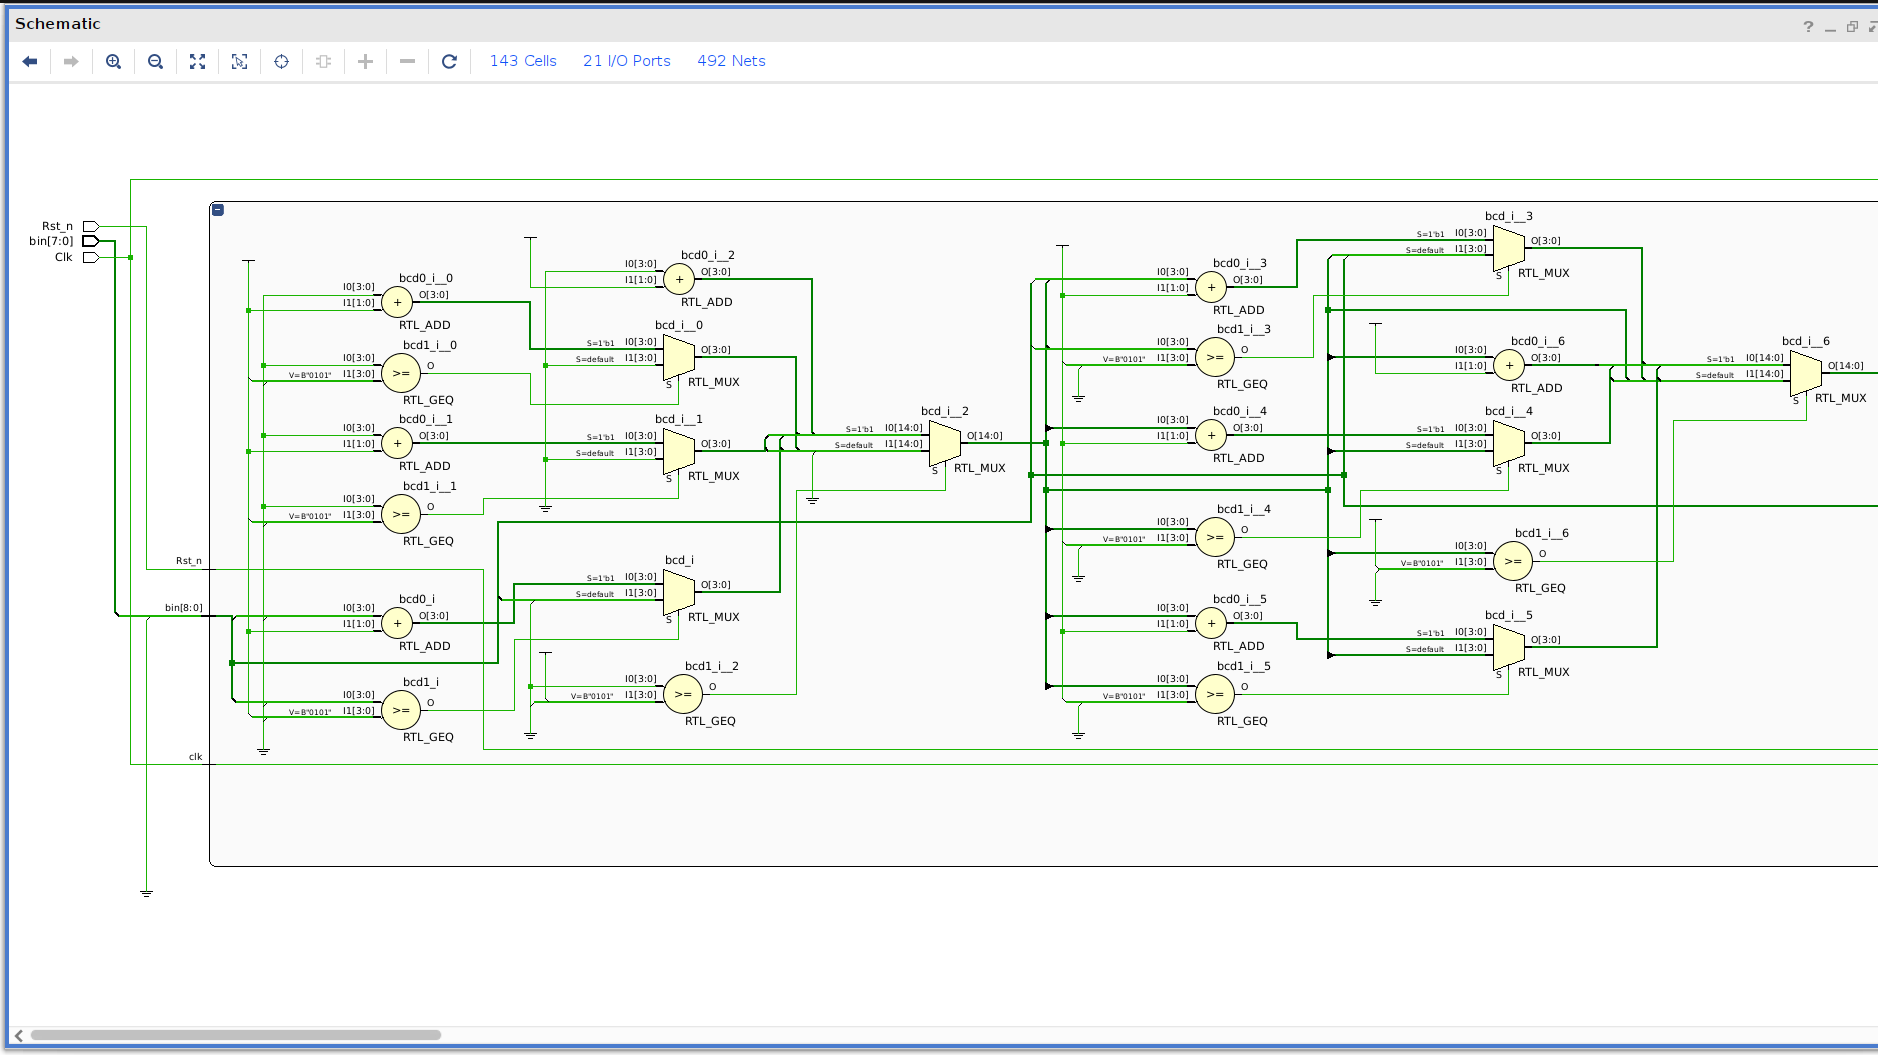 Schematic
143 Cells 21 I/O Ports 492 Nets
Rst_n
bin[7:0]
Clk
Rst_n
bin[8:0]
clk
bcd0_i__0
I0[3:0]
I1[1:0]
+
O[3:0]
RTL_ADD
bcd1_i__0
I0[3:0]
V=B"0101" I1[3:0]
>=
O
RTL_GEQ
bcd0_i__1
I0[3:0]
I1[1:0]
+
O[3:0]
RTL_ADD
bcd1_i__1
I0[3:0]
V=B"0101" I1[3:0]
>=
O
RTL_GEQ
bcd0_i
I0[3:0]
I1[1:0]
+
O[3:0]
RTL_ADD
bcd1_i
I0[3:0]
V=B"0101" I1[3:0]
>=
O
RTL_GEQ
bcd0_i__2
I0[3:0]
I1[1:0]
+
O[3:0]
RTL_ADD
bcd_i__0
S=1'b1 I0[3:0]
S=default I1[3:0]
O[3:0]
S
RTL_MUX
bcd_i__1
S=1'b1 I0[3:0]
S=default I1[3:0]
O[3:0]
S
RTL_MUX
bcd_i
S=1'b1 I0[3:0]
S=default I1[3:0]
O[3:0]
S
RTL_MUX
bcd1_i__2
I0[3:0]
V=B"0101" I1[3:0]
>=
O
RTL_GEQ
bcd_i__2
S=1'b1 I0[14:0]
S=default I1[14:0]
O[14:0]
S
RTL_MUX
bcd0_i__3
I0[3:0]
I1[1:0]
+
O[3:0]
RTL_ADD
bcd1_i__3
I0[3:0]
V=B"0101" I1[3:0]
>=
O
RTL_GEQ
bcd0_i__4
I0[3:0]
I1[1:0]
+
O[3:0]
RTL_ADD
bcd1_i__4
I0[3:0]
V=B"0101" I1[3:0]
>=
O
RTL_GEQ
bcd0_i__5
I0[3:0]
I1[1:0]
+
O[3:0]
RTL_ADD
bcd1_i__5
I0[3:0]
V=B"0101" I1[3:0]
>=
O
RTL_GEQ
bcd_i__3
S=1'b1 I0[3:0]
S=default I1[3:0]
O[3:0]
S
RTL_MUX
bcd0_i__6
I0[3:0]
I1[1:0]
+
O[3:0]
RTL_ADD
bcd_i__4
S=1'b1 I0[3:0]
S=default I1[3:0]
O[3:0]
S
RTL_MUX
bcd1_i__6
I0[3:0]
V=B"0101" I1[3:0]
>=
O
RTL_GEQ
bcd_i__5
S=1'b1 I0[3:0]
S=default I1[3:0]
O[3:0]
S
RTL_MUX
bcd_i__6
S=1'b1 I0[14:0]
S=default I1[14:0]
O[14:0]
S
RTL_MUX